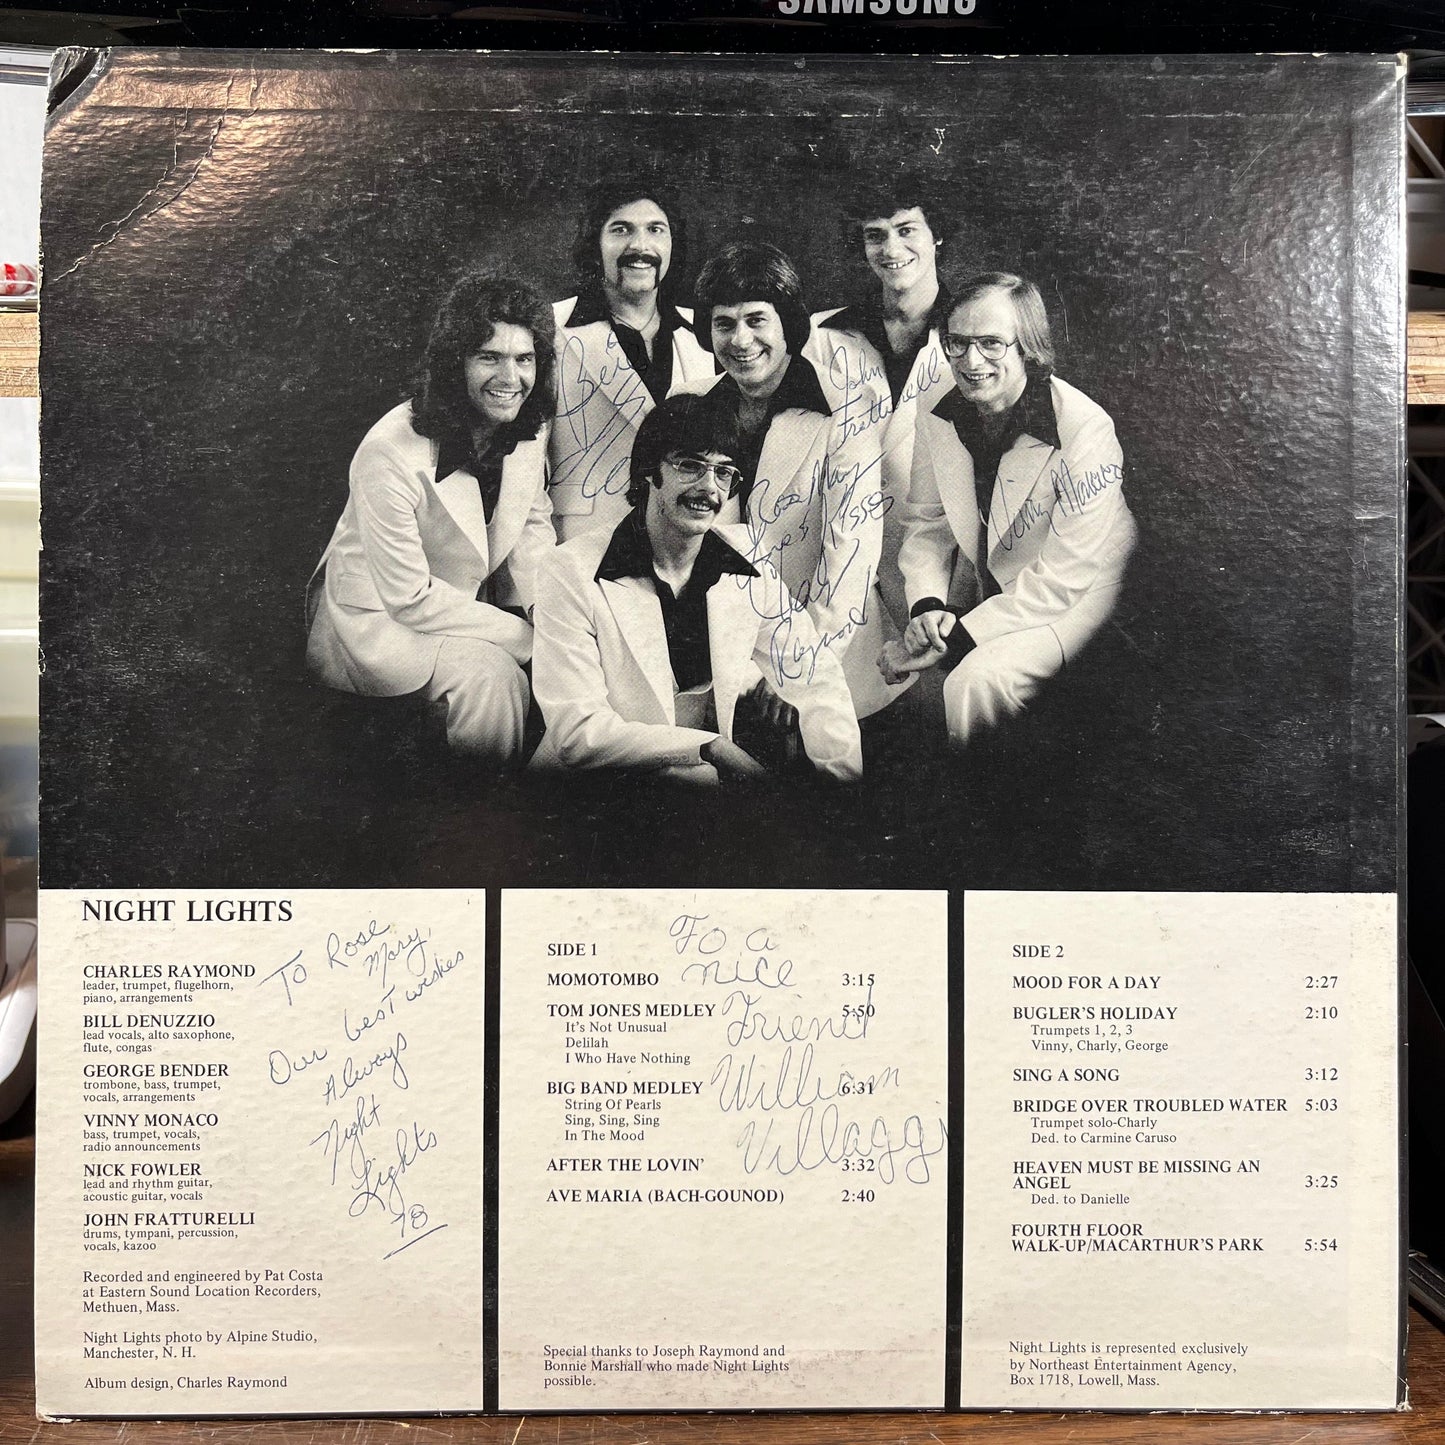 SAMSUNG
John
Fratturelli
Rose Mary
Raymond
Vinny Monaco
NIGHT LIGHTS
CHARLES RAYMOND
leader, trumpet, flugelhorn,
piano, arrangements
BILL DENUZZIO
lead vocals, alto saxophone,
flute, congas
GEORGE BENDER
trombone, bass, trumpet,
vocals, arrangements
VINNY MONACO
bass, trumpet, vocals,
radio announcements
NICK FOWLER
lead and rhythm guitar,
acoustic guitar, vocals
JOHN FRATTURELLI
drums, tympani, percussion,
vocals, kazoo
Recorded and engineered by Pat Costa
at Eastern Sound Location Recorders,
Methuen, Mass.
Night Lights photo by Alpine Studio,
Manchester, N. H.
Album design, Charles Raymond
To Rose
Mary,
Our best wishes
Always
Night
Lights
78
SIDE 1
MOMOTOMBO 3:15
TOM JONES MEDLEY 5:50
It's Not Unusual
Delilah
I Who Have Nothing
BIG BAND MEDLEY 6:31
String Of Pearls
Sing, Sing, Sing
In The Mood
AFTER THE LOVIN' 3:32
AVE MARIA (BACH-GOUNOD) 2:40
To a
nice
Friend
William
Villaggi
Special thanks to Joseph Raymond and
Bonnie Marshall who made Night Lights
possible.
SIDE 2
MOOD FOR A DAY 2:27
BUGLER'S HOLIDAY 2:10
Trumpets 1, 2, 3
Vinny, Charly, George
SING A SONG 3:12
BRIDGE OVER TROUBLED WATER 5:03
Trumpet solo-Charly
Ded. to Carmine Caruso
HEAVEN MUST BE MISSING AN
ANGEL 3:25
Ded. to Danielle
FOURTH FLOOR
WALK-UP/MACARTHUR'S PARK 5:54
Night Lights is represented exclusively
by Northeast Entertainment Agency,
Box 1718, Lowell, Mass.